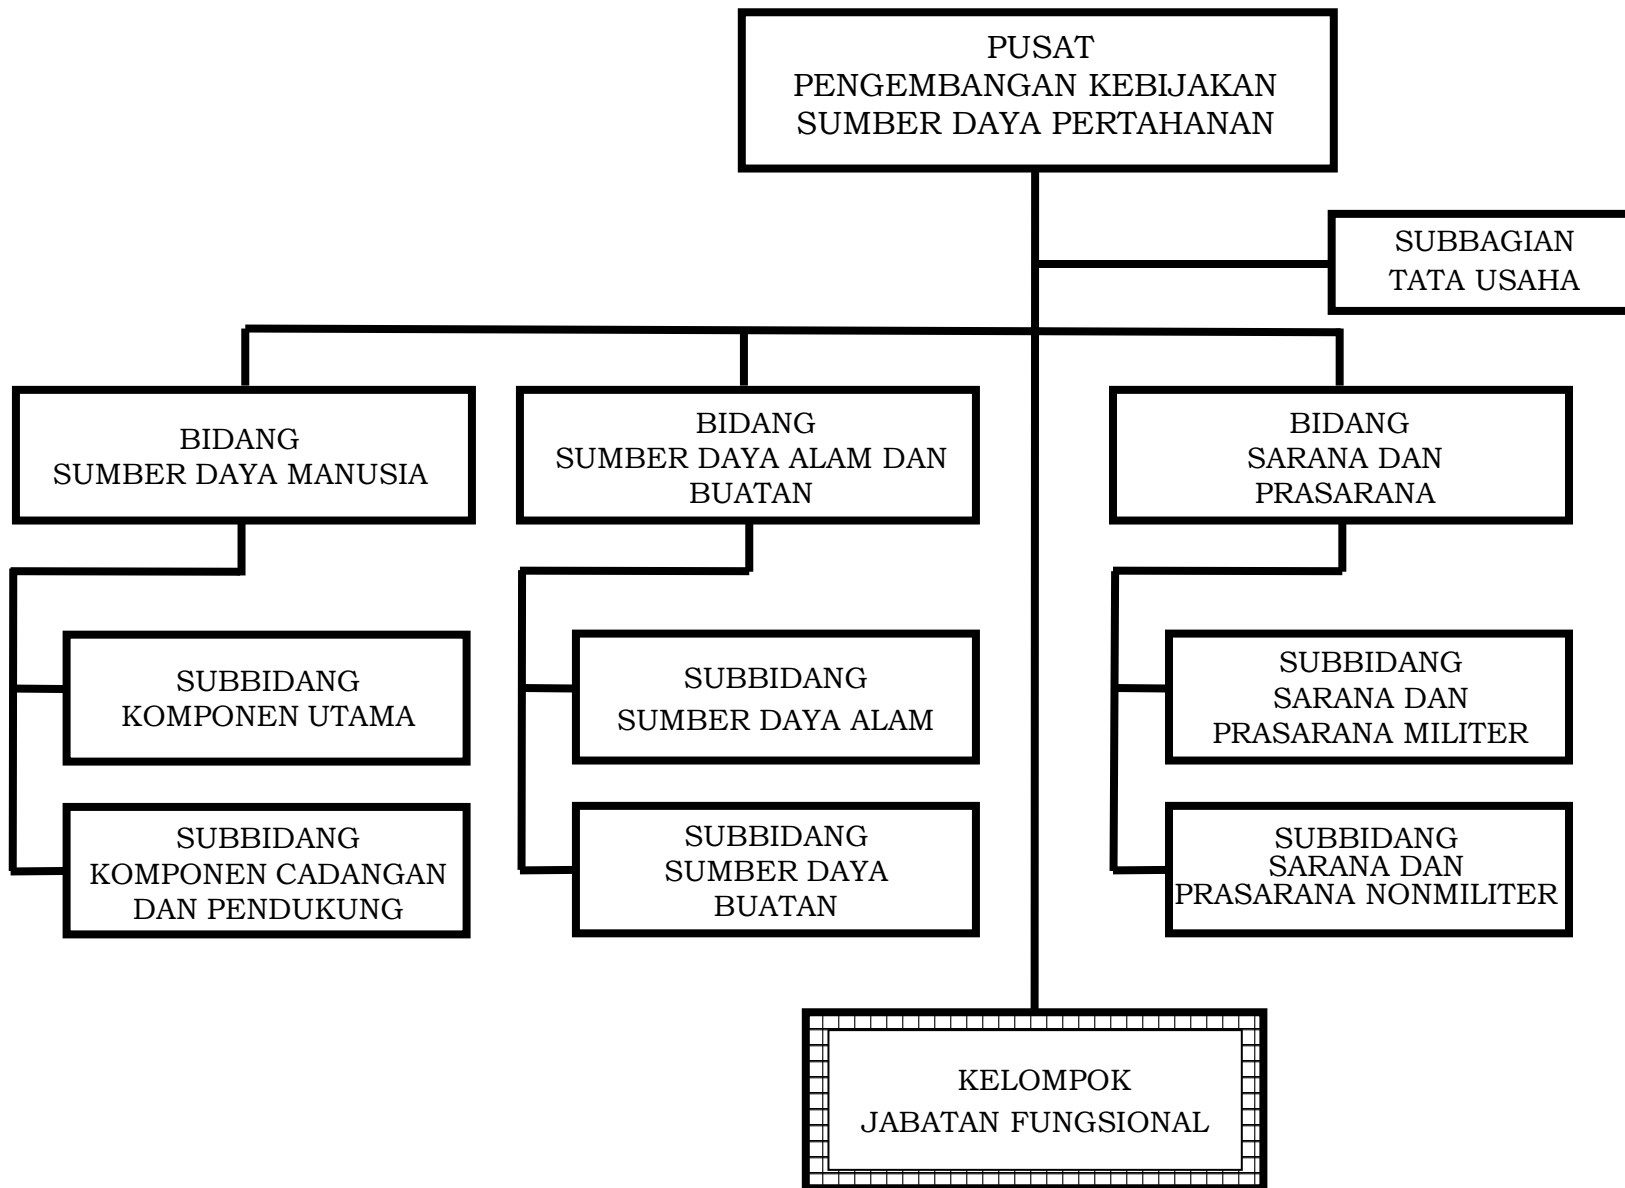 PUSAT
PENGEMBANGAN KEBIJAKAN
SUMBER DAYA PERTAHANAN
SUBBAGIAN
TATA USAHA
BIDANG
SUMBER DAYA MANUSIA
BIDANG
SUMBER DAYA ALAM DAN
BUATAN
BIDANG
SARANA DAN
PRASARANA
SUBBIDANG
KOMPONEN UTAMA
SUBBIDANG
SUMBER DAYA ALAM
SUBBIDANG
SARANA DAN
PRASARANA MILITER
SUBBIDANG
KOMPONEN CADANGAN
DAN PENDUKUNG
SUBBIDANG
SUMBER DAYA
BUATAN
SUBBIDANG
SARANA DAN
PRASARANA NONMILITER
KELOMPOK
JABATAN FUNGSIONAL